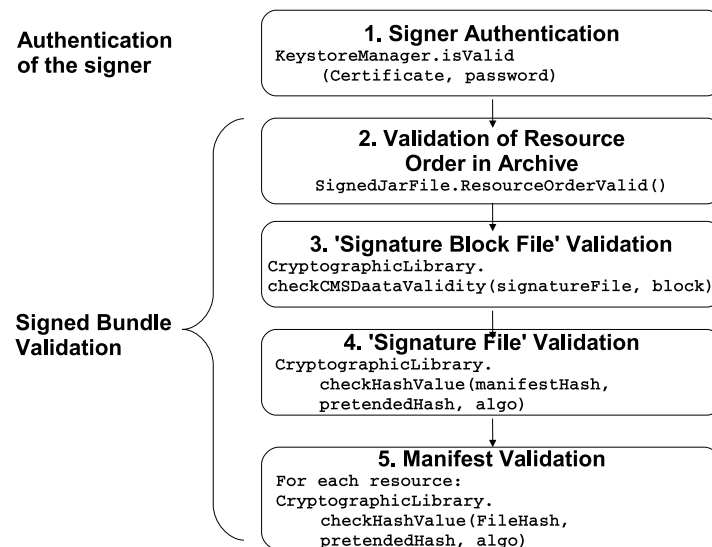 Authentication
of the signer
1. Signer Authentication
KeystoreManager.isValid
(Certificate, password)
2. Validation of Resource
Order in Archive
SignedJarFile.ResourceOrderValid()
3. 'Signature Block File' Validation
CryptographicLibrary.
checkCMSDaataValidity(signatureFile, block)
Signed Bundle
Validation
4. 'Signature File' Validation
CryptographicLibrary.
checkHashValue(manifestHash,
pretendedHash, algo)
5. Manifest Validation
For each resource:
CryptographicLibrary.
checkHashValue(FileHash,
pretendedHash, algo)